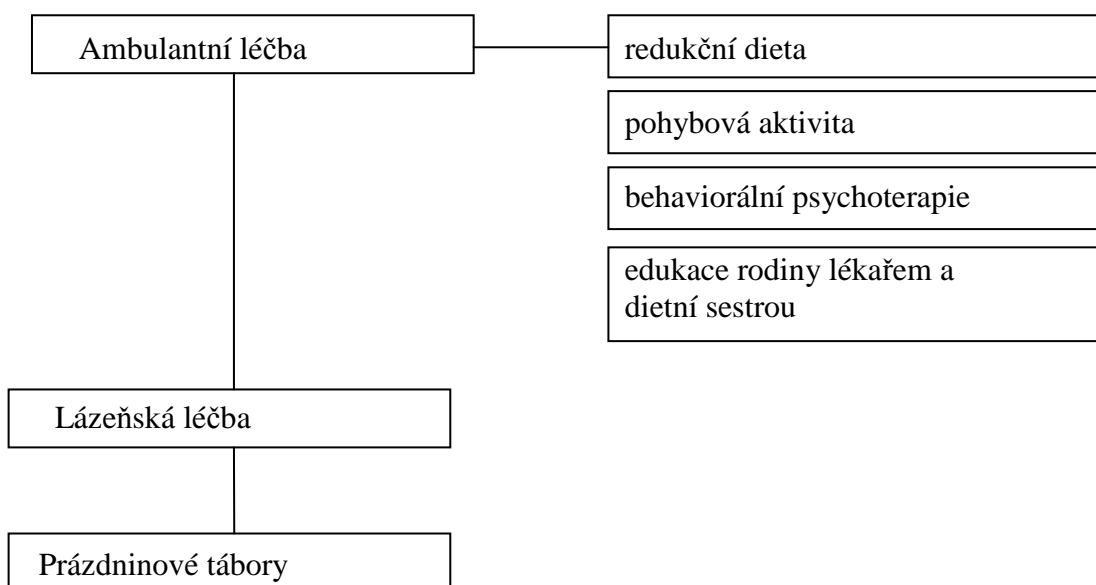 Ambulantní léčba
redukční dieta
pohybová aktivita
behaviorální psychoterapie
edukace rodiny lékařem a
dietní sestrou
Lázeňská léčba
Prázdninové tábory